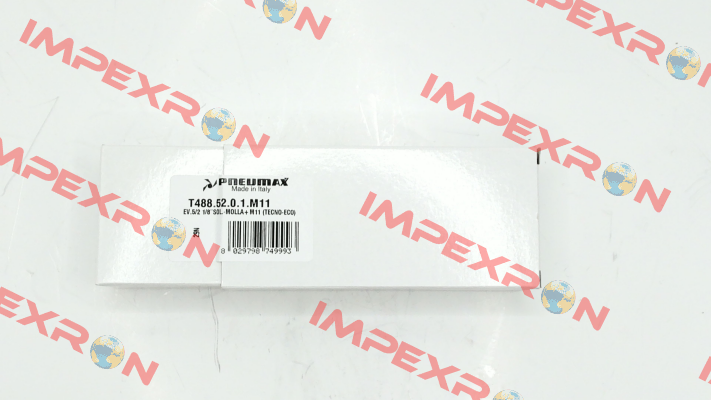 IMPEXRON
IMPEXRON
IMPEXRON
PNEUMAX
Made in Italy
T488.52.0.1.M11
EV.5/2 1/8" SOL-MOLLA+ M11 (TECNO-ECO)
8 029798 749993
IMPEXRON
IMPEXRON
IMPEXRON
IMPEXRON
IMPEXRON